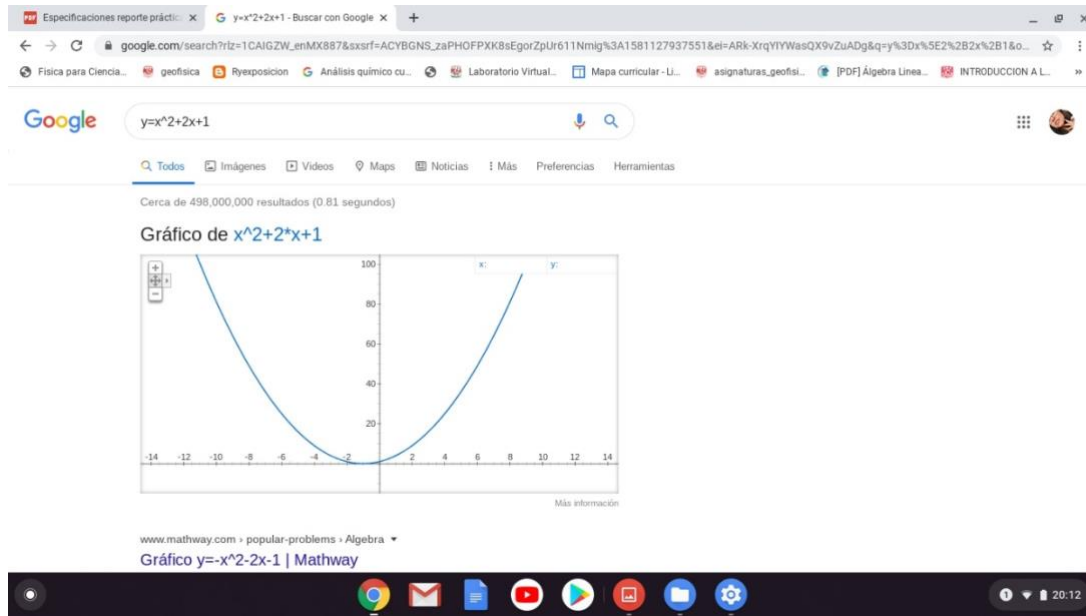 Especificaciones reporte práctic
y=x^2+2x+1 - Buscar con Google
google.com/search?rlz=1CAIGZW_enMX887&sxsrf=ACYBGNS_zaPHOFPXK8sEgorZpUr611Nmig%3A1581127937551&ei=ARk-XrqYIYWasQX9vZuADg&q=y%3Dx%5E2%2B2x%2B1&o...
Fisica para Ciencia...
geofisica
Ryexposicion
Análisis químico cu...
Laboratorio Virtual...
Mapa curricular - Li...
asignaturas_geofisi...
[PDF] Álgebra Linea...
INTRODUCCION A L...
Google
y=x^2+2x+1
Todos Imágenes Videos Maps Noticias Más Preferencias Herramientas
Cerca de 498,000,000 resultados (0.81 segundos)
Gráfico de x^2+2*x+1
x: y:
100
80
60
40
20
-14 -12 -10 -8 -6 -4 -2 2 4 6 8 10 12 14
Más información
www.mathway.com › popular-problems › Algebra
Gráfico y=-x^2-2x-1 | Mathway
1 20:12